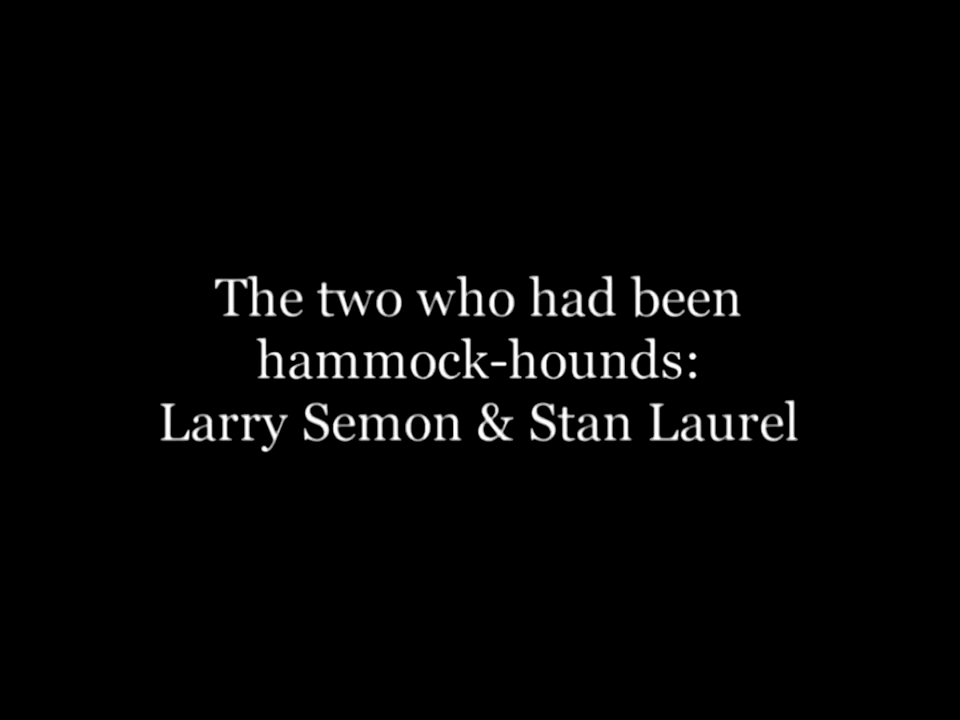 The two who had been
hammock-hounds:
Larry Semon & Stan Laurel